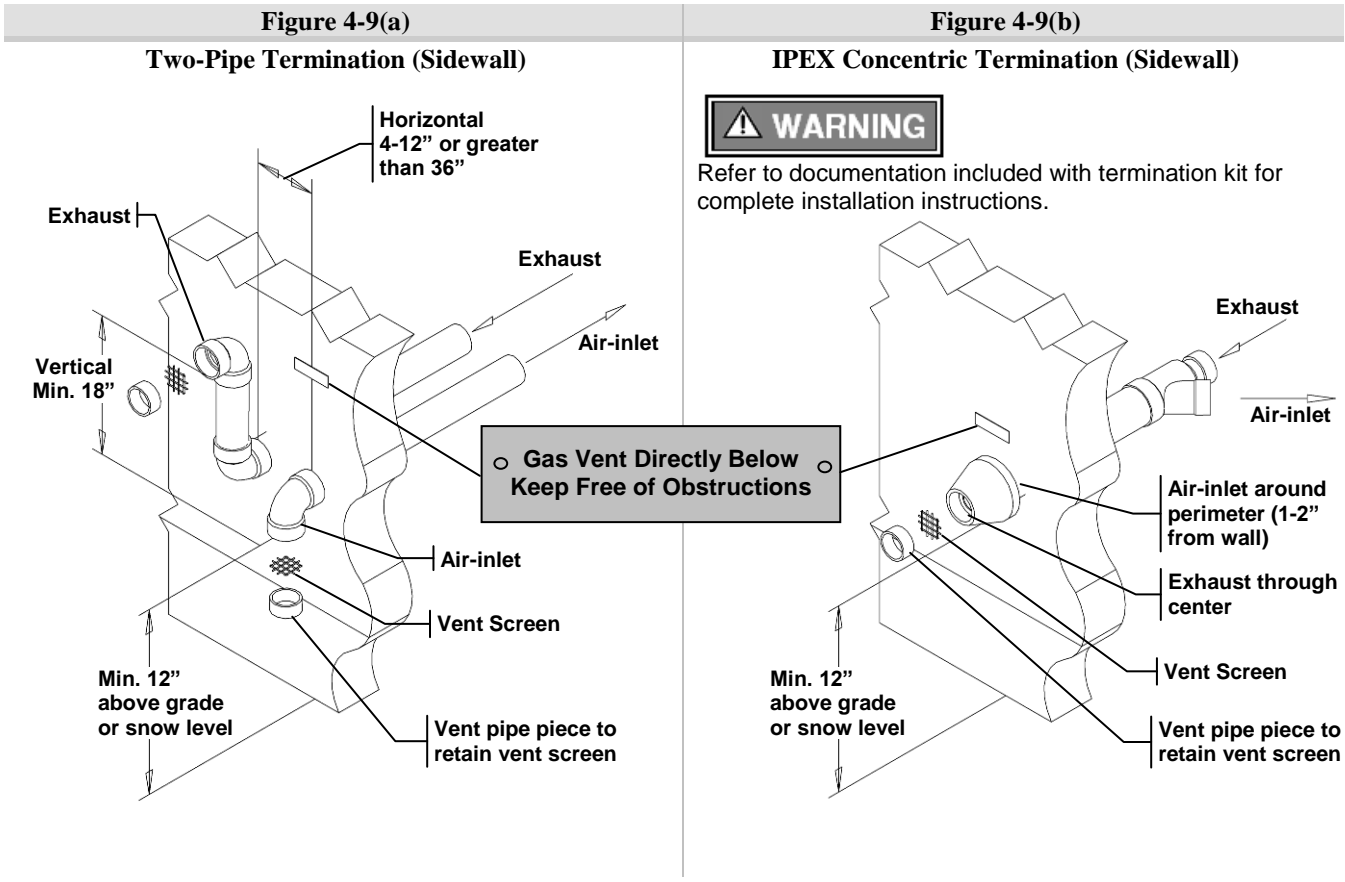 Figure 4-9(a)
Two-Pipe Termination (Sidewall)
Horizontal
4-12” or greater
than 36”
Exhaust
Exhaust
Air-inlet
Vertical
Min. 18”
Gas Vent Directly Below
Keep Free of Obstructions
Air-inlet
Vent Screen
Min. 12”
above grade
or snow level
Vent pipe piece to
retain vent screen
Figure 4-9(b)
IPEX Concentric Termination (Sidewall)
WARNING
Refer to documentation included with termination kit for
complete installation instructions.
Exhaust
Air-inlet
Air-inlet around
perimeter (1-2”
from wall)
Exhaust through
center
Vent Screen
Min. 12”
above grade
or snow level
Vent pipe piece to
retain vent screen